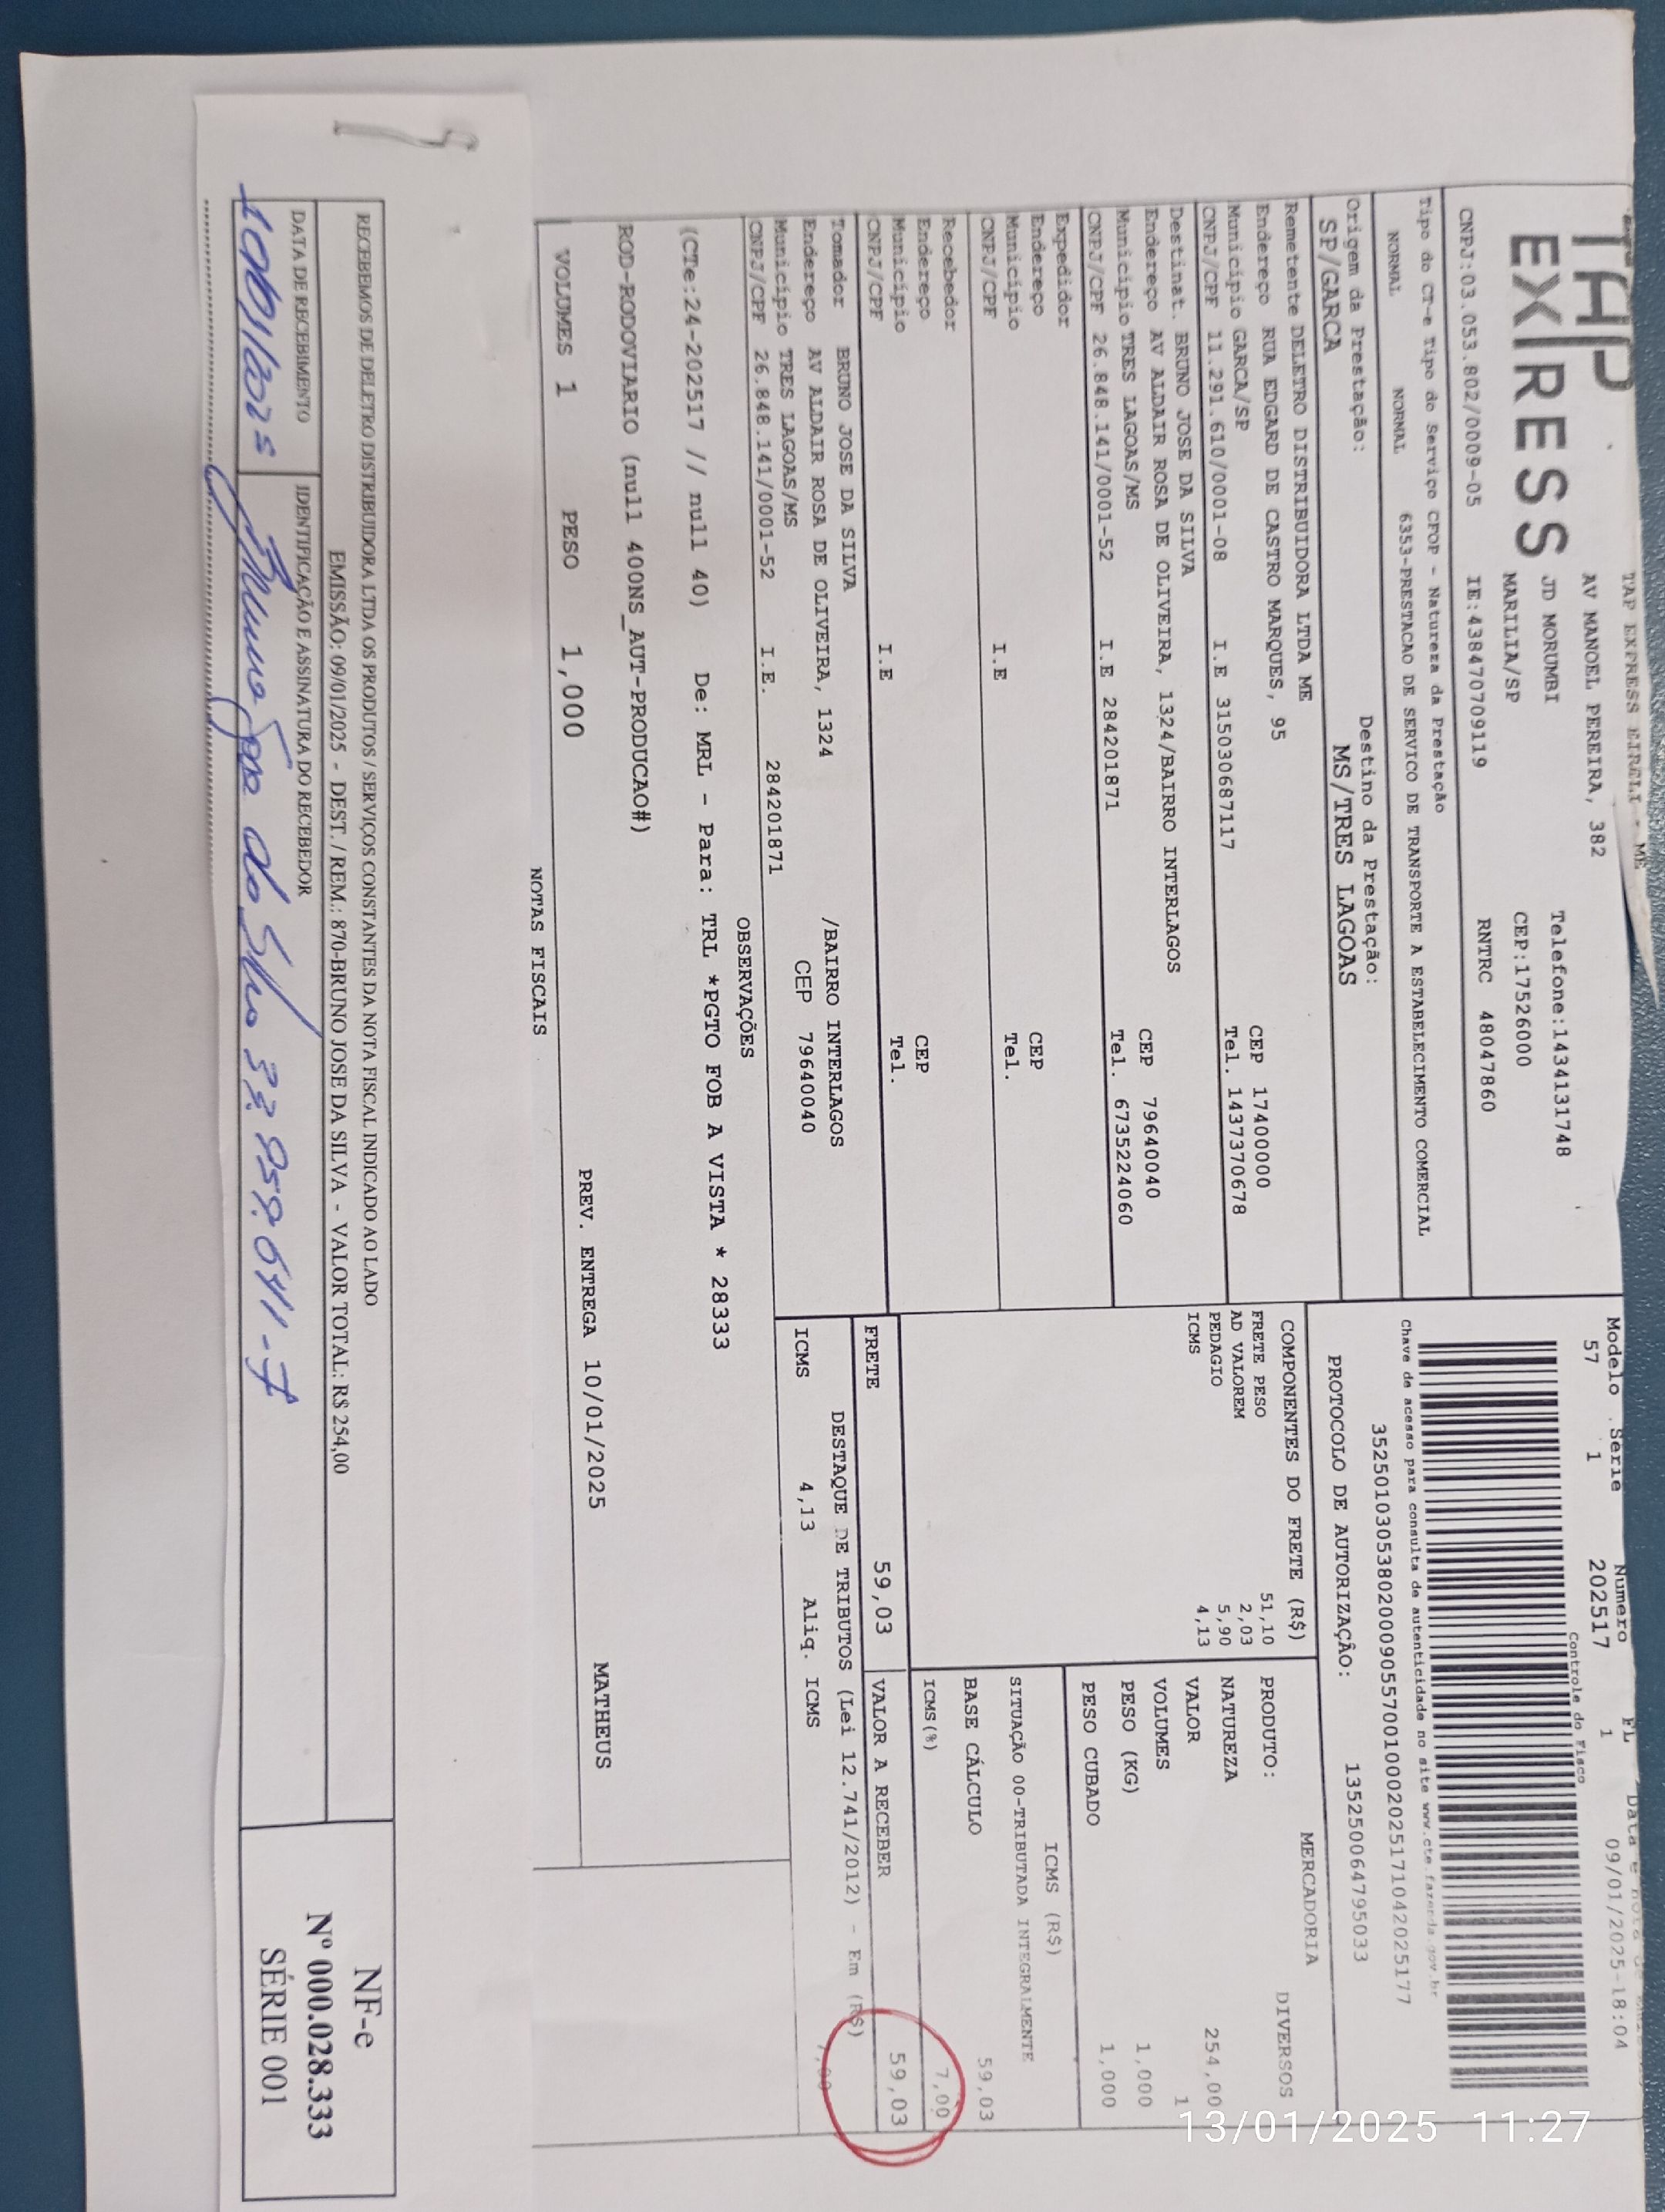 TAP EXPRESS EIRELI - ME
TAP
EXPRESS
AV MANOEL PEREIRA, 382
JD MORUMBI
Telefone:1434131748
MARILIA/SP
CEP:17526000
CNPJ:03.053.802/0009-05 IE:438470709119 RNTRC 48047860
Modelo Série Numero FL
57 1 202517 1 09/01/2025-18:04
Controle do Fisco
Tipo do CT-e Tipo do Serviço CFOP - Natureza da Prestação
NORMAL NORMAL 6353-PRESTACAO DE SERVICO DE TRANSPORTE A ESTABELECIMENTO COMERCIAL
Chave de acesso para consulta de autenticidade no site www.cte.fazenda.gov.br
35250103053802000905570010002025171042025177
Origem da Prestação: Destino da Prestação:
SP/GARCA MS/TRES LAGOAS
PROTOCOLO DE AUTORIZAÇÃO: 135250064795033
Remetente DELETRO DISTRIBUIDORA LTDA ME
Endereço RUA EDGARD DE CASTRO MARQUES, 95 CEP 17400000
Município GARCA/SP Tel. 1437370678
CNPJ/CPF 11.291.610/0001-08 I.E 315030687117
Destinat. BRUNO JOSE DA SILVA
Endereço AV ALDAIR ROSA DE OLIVEIRA, 1324/BAIRRO INTERLAGOS CEP 79640040
Município TRES LAGOAS/MS Tel. 6735224060
CNPJ/CPF 26.848.141/0001-52 I.E 284201871
Expedidor
Endereço CEP
Município Tel.
CNPJ/CPF I.E
Recebedor
Endereço CEP
Município Tel.
CNPJ/CPF I.E
Tomador BRUNO JOSE DA SILVA
Endereço AV ALDAIR ROSA DE OLIVEIRA, 1324 /BAIRRO INTERLAGOS
Município TRES LAGOAS/MS CEP 79640040
CNPJ/CPF 26.848.141/0001-52 I.E. 284201871
COMPONENTES DO FRETE (R$)
FRETE PESO 51,10
AD VALOREM 2,03
PEDAGIO 5,90
ICMS 4,13
MERCADORIA
PRODUTO: DIVERSOS
NATUREZA
VALOR 254,00
VOLUMES 1
PESO (KG) 1,000
PESO CUBADO 1,000
ICMS (R$)
SITUAÇÃO 00-TRIBUTADA INTEGRALMENTE
BASE CÁLCULO 59,03
ICMS(%) 7,00
FRETE 59,03 VALOR A RECEBER 59,03
DESTAQUE DE TRIBUTOS (Lei 12.741/2012) - Em (R$)
ICMS 4,13 Aliq. ICMS 7,00
OBSERVAÇÕES
(CTe:24-202517 // null 40) De: MRL - Para: TRL *PGTO FOB A VISTA * 28333
ROD-RODOVIARIO (null 400NS_AUT-PRODUCAO#)
VOLUMES 1 PESO 1,000 PREV. ENTREGA 10/01/2025 MATHEUS
NOTAS FISCAIS
RECEBEMOS DE DELETRO DISTRIBUIDORA LTDA OS PRODUTOS / SERVIÇOS CONSTANTES DA NOTA FISCAL INDICADO AO LADO
EMISSÃO: 09/01/2025 - DEST. / REM.: 870-BRUNO JOSE DA SILVA - VALOR TOTAL: R$ 254,00
DATA DE RECEBIMENTO IDENTIFICAÇÃO E ASSINATURA DO RECEBEDOR
Bruno Jose da Silva
NF-e
Nº 000.028.333
SÉRIE 001
13/01/2025 11:27